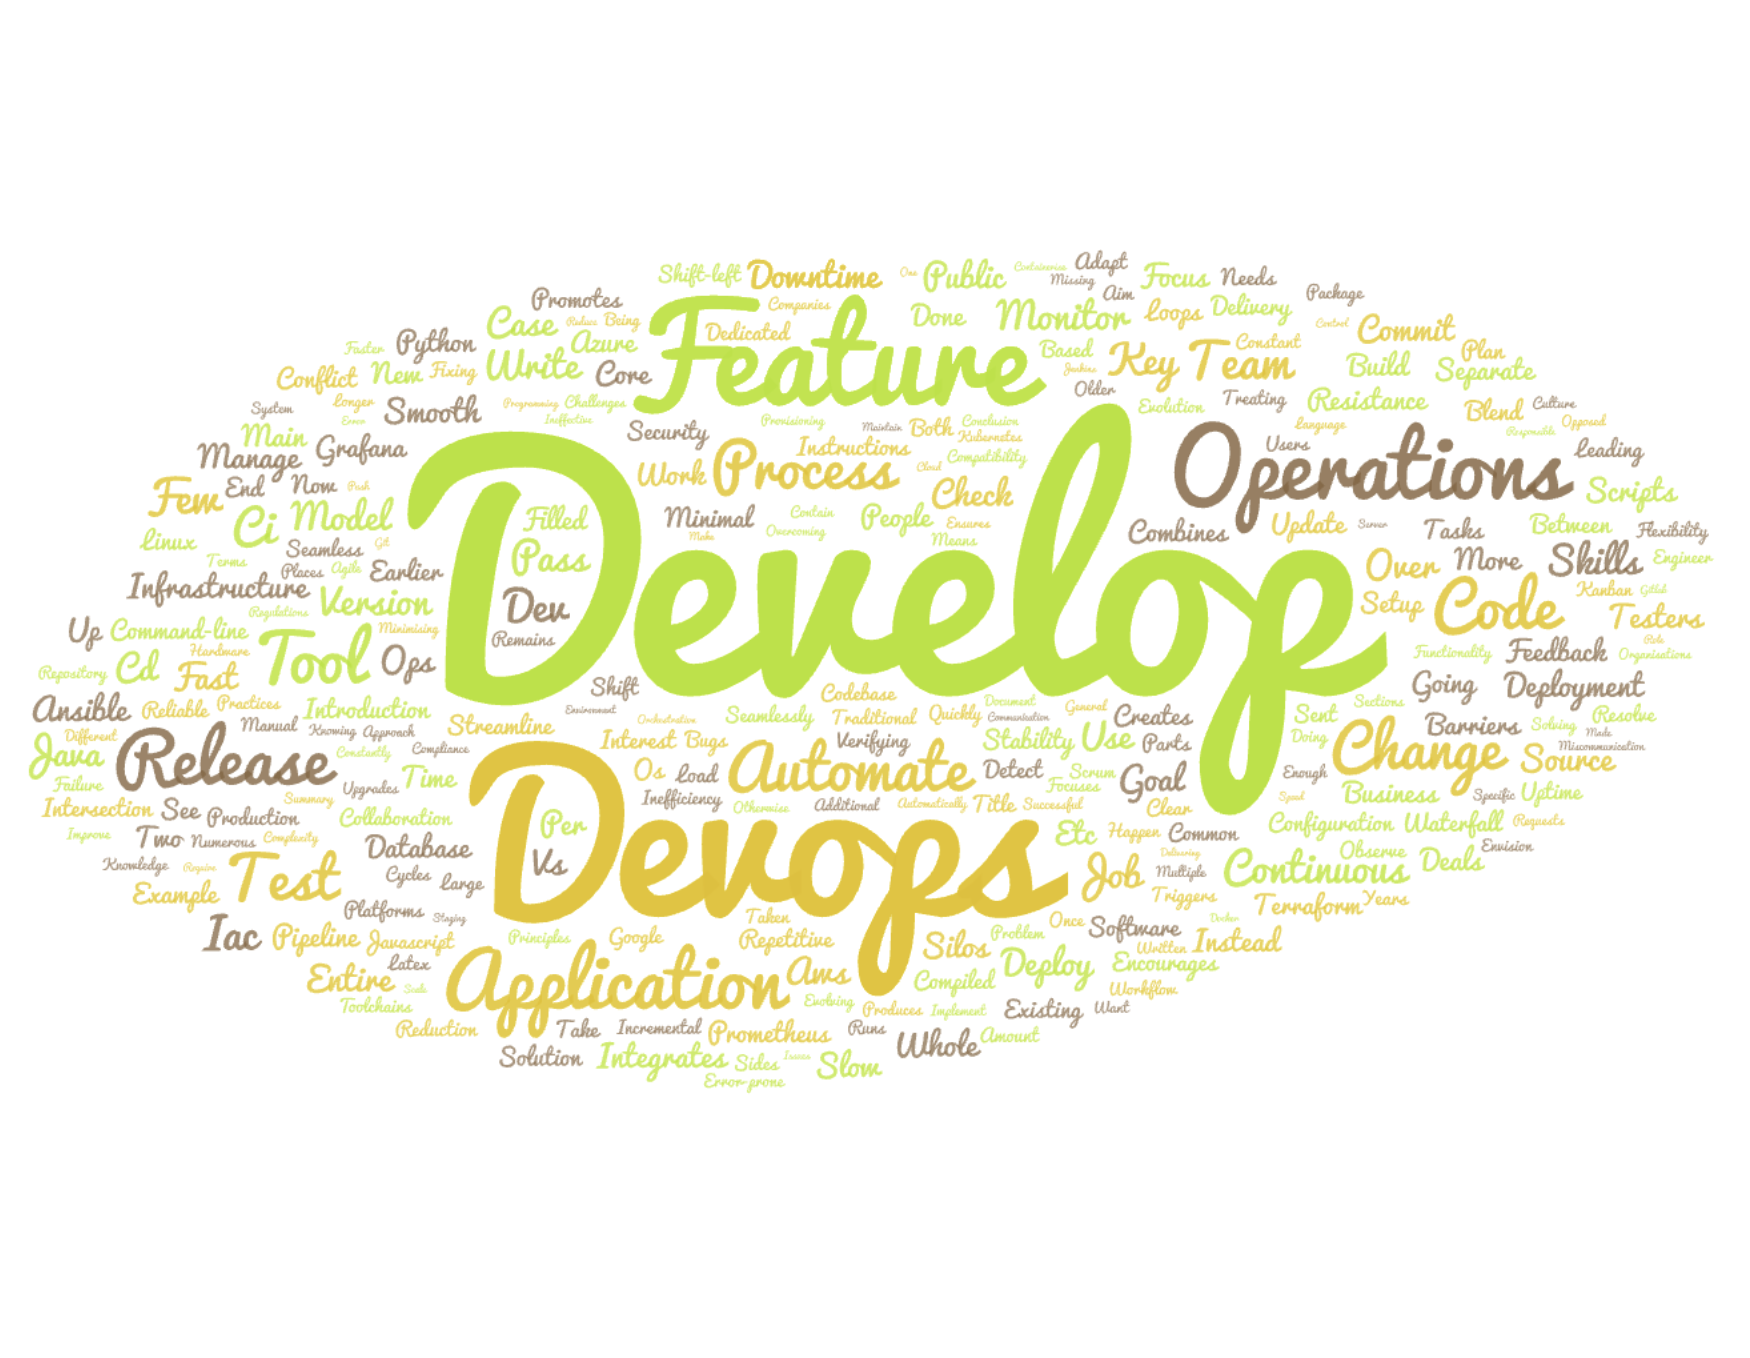 Shift-left Downtime One Public Containerise Missing Adapt Aim Focus Needs Package
Promotes Companies Case Reduce Being Feature Dedicated Done Monitor Loops Delivery Control Commit
Faster Python Azure Write Core Based Key Team Constant Jenkins Build Plan Separate
Conflict New Fixing Older Treating Resistance Blend Culture
System Longer Error Smooth Programming Challenges Ineffective Evolution Language Responsible Opposed
Main Manage Grafana Security Provisioning Instructions Maintain Both Conclusion Kubernetes Operations Users Leading
Few End Now Push Work Process Cloud Compatibility Check Scripts
Ci Model Develop Filled Minimal Contain People Ensures Combines Update Server Tasks Between Flexibility
Linux Seamless Git Pass Make Overcoming Means Over More Skills Engineer
Terms Places Agile Earlier
Infrastructure Version Dev Setup Code Kanban Gitlab Testers
Regulations Minimising Remains Role
Up Command-line Tool Ops Functionality Feedback Organisations
Hardware Repository Cd Fast Shift Codebase Going Deployment
Ansible Reliable Practices Introduction Environment Streamline Orchestration Seamlessly Traditional Quickly Document Communication General Creates Sent Sections Barriers Solving Resolve
Different Manual Knowing Approach Interest Bugs Verifying Stability Use Parts Doing Change Made Miscommunication
Java Release Constantly Compliance Devops Os Load Automate Detect Scrum Goal Enough Source
Failure Upgrades Time Focuses
Intersection See Production Summary Collaboration Inefficiency Otherwise Additional Automatically Title Successful Clear Speed Business Specific Uptime
Improve Two Numerous Complexity Database Per Etc Happen Common Configuration Waterfall Requests
Knowledge Require Test Cycles Large Vs Job Delivering Multiple Continuous Observe Deals Envision
Example Platforms Staging Taken Triggers Terraform Years
Iac Pipeline Javascript Principles Google Repetitive Silos Problem Once Software Docker Written Instead
Latex Entire Scale Application Aws Compiled Deploy Encourages Workflow
Toolchains Evolving Produces Implement Existing Want
Reduction Take Incremental Prometheus Runs Whole Amount
Solution Integrates Sides Issues Slow
Error-prone